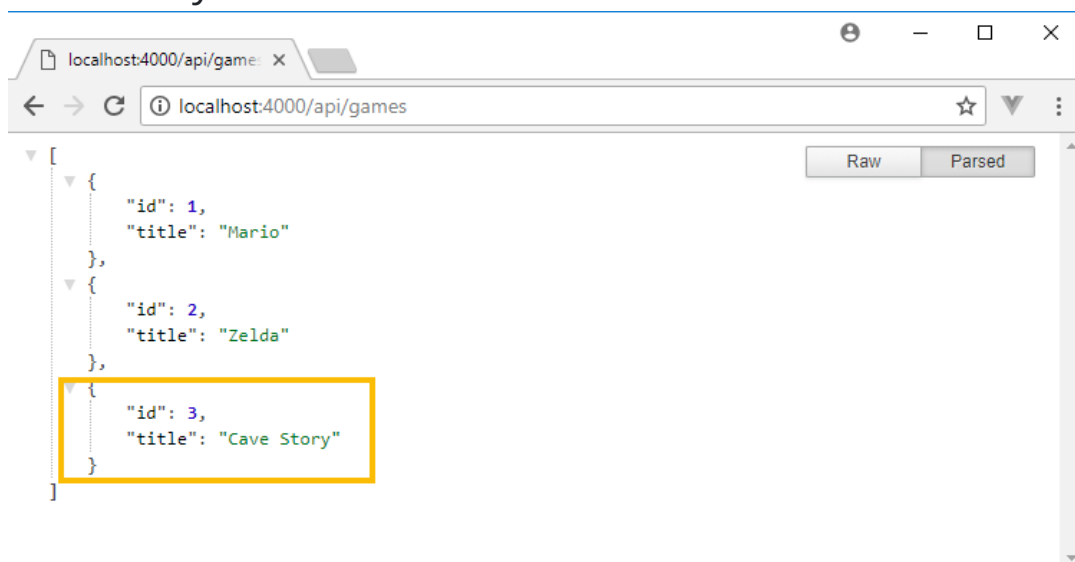 localhost:4000/api/game
localhost:4000/api/games
Raw Parsed
[
{
"id": 1,
"title": "Mario"
},
{
"id": 2,
"title": "Zelda"
},
{
"id": 3,
"title": "Cave Story"
}
]